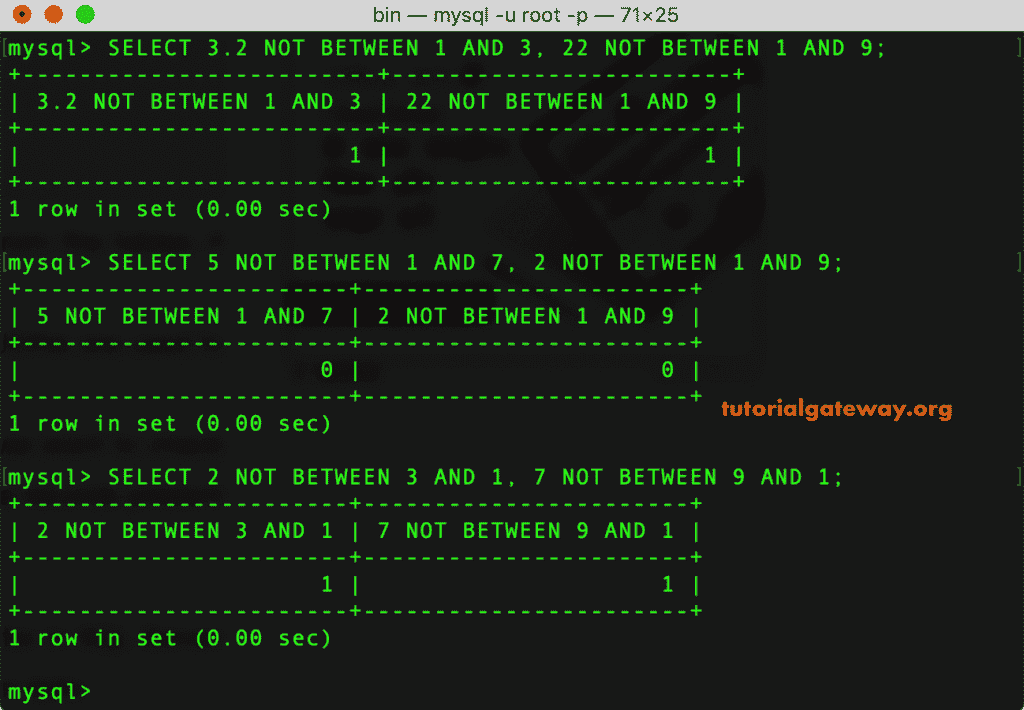 bin — mysql -u root -p — 71×25
[mysql> SELECT 3.2 NOT BETWEEN 1 AND 3, 22 NOT BETWEEN 1 AND 9; ]
+-------------------------+------------------------+
| 3.2 NOT BETWEEN 1 AND 3 | 22 NOT BETWEEN 1 AND 9 |
+-------------------------+------------------------+
|                       1 |                      1 |
+-------------------------+------------------------+
1 row in set (0.00 sec)
[mysql> SELECT 5 NOT BETWEEN 1 AND 7, 2 NOT BETWEEN 1 AND 9; ]
+-----------------------+-----------------------+
| 5 NOT BETWEEN 1 AND 7 | 2 NOT BETWEEN 1 AND 9 |
+-----------------------+-----------------------+
|                     0 |                     0 |
+-----------------------+-----------------------+
tutorialgateway.org
1 row in set (0.00 sec)
[mysql> SELECT 2 NOT BETWEEN 3 AND 1, 7 NOT BETWEEN 9 AND 1; ]
+-----------------------+-----------------------+
| 2 NOT BETWEEN 3 AND 1 | 7 NOT BETWEEN 9 AND 1 |
+-----------------------+-----------------------+
|                     1 |                     1 |
+-----------------------+-----------------------+
1 row in set (0.00 sec)
mysql>